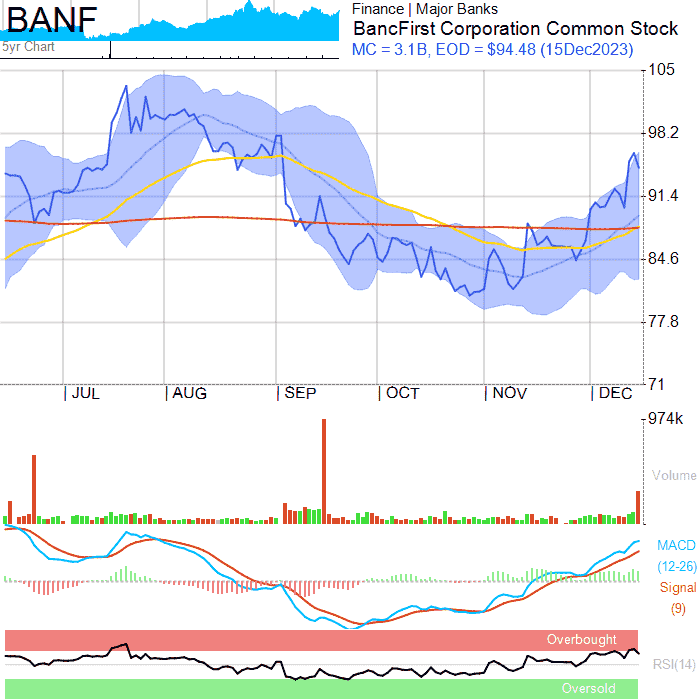 BANF
5yr Chart
Finance | Major Banks
BancFirst Corporation Common Stock
MC = 3.1B, EOD = $94.48 (15Dec2023)
105
98.2
91.4
84.6
77.8
71
JUL
AUG
SEP
OCT
NOV
DEC
974k
Volume
MACD
(12-26)
Signal
(9)
Overbought
RSI(14)
Oversold